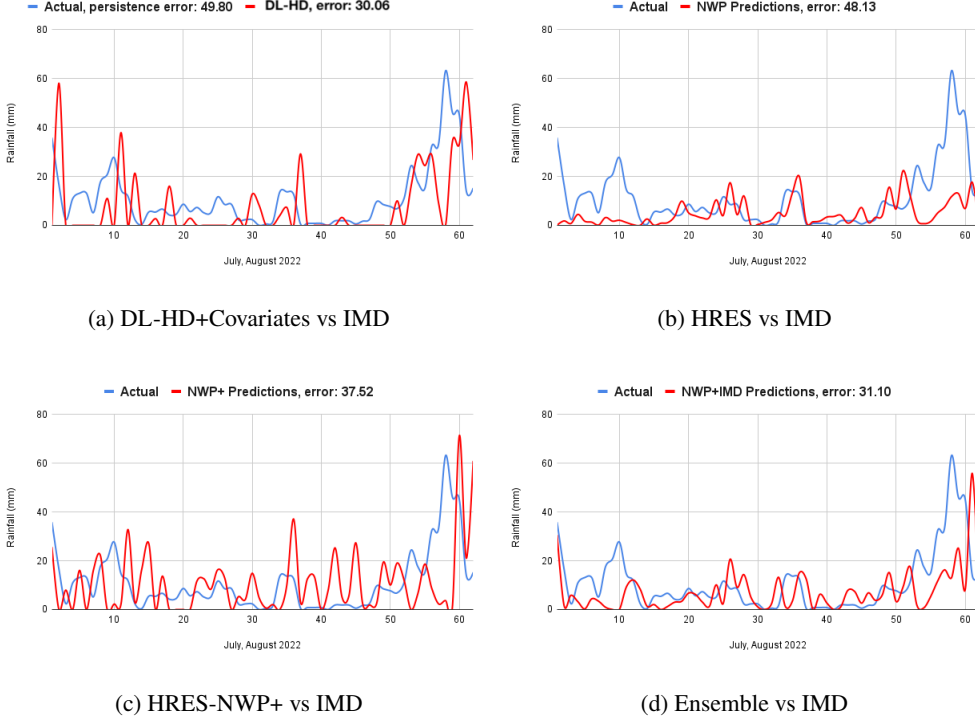 Actual, persistence error: 49.80 DL-HD, error: 30.06
80
60
40
20
0
Rainfall (mm)
10 20 30 40 50 60
July, August 2022
(a) DL-HD+Covariates vs IMD
Actual NWP Predictions, error: 48.13
80
60
40
20
0
Rainfall (mm)
10 20 30 40 50 60
July, August 2022
(b) HRES vs IMD
Actual NWP+ Predictions, error: 37.52
80
60
40
20
0
Rainfall (mm)
10 20 30 40 50 60
July, August 2022
(c) HRES-NWP+ vs IMD
Actual NWP+IMD Predictions, error: 31.10
80
60
40
20
0
Rainfall (mm)
10 20 30 40 50 60
July, August 2022
(d) Ensemble vs IMD